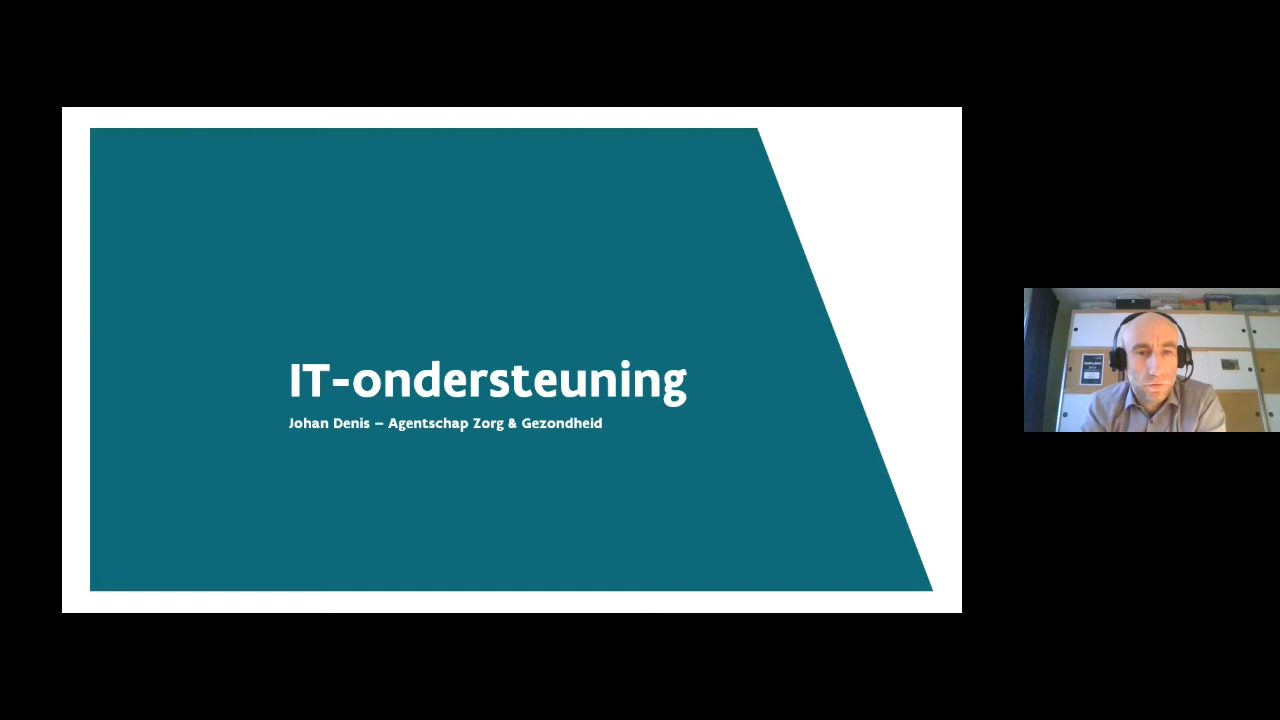 IT-ondersteuning
Johan Denis – Agentschap Zorg & Gezondheid